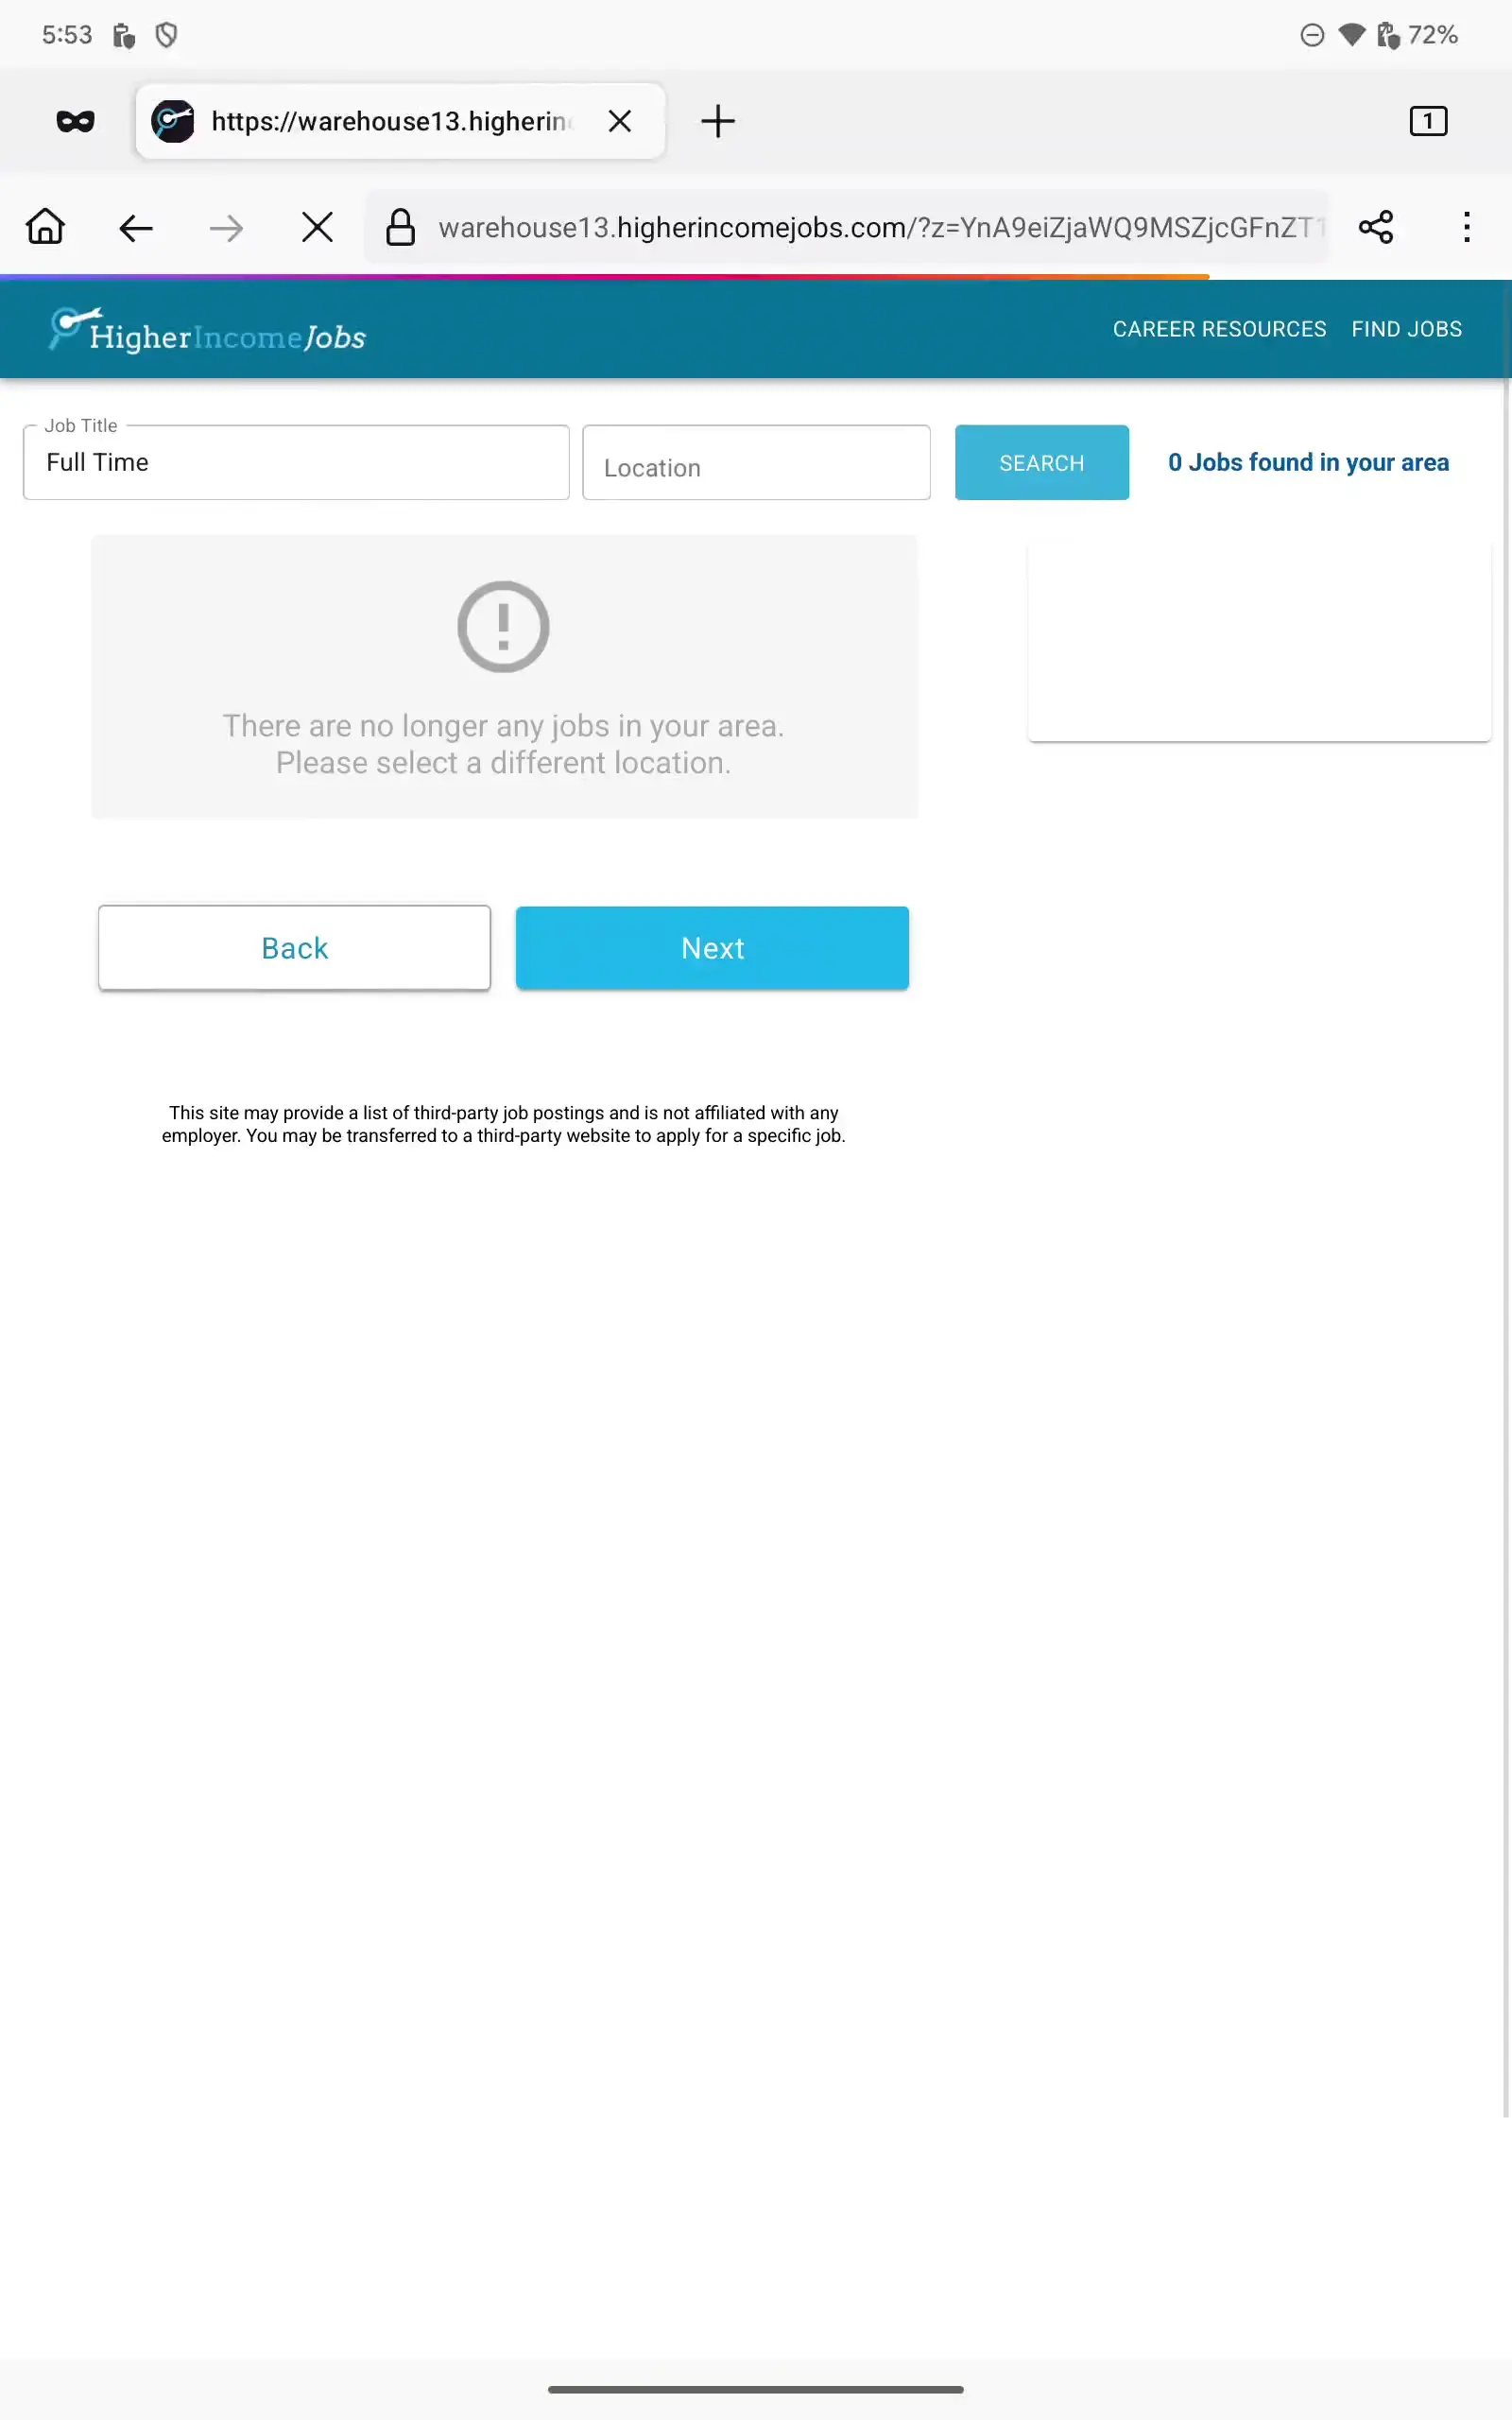 5:53
72%
https://warehouse13.higherin
1
warehouse13.higherincomejobs.com/?z=YnA9eiZjaWQ9MSZjcGFnZT1
HigherIncomeJobs
CAREER RESOURCES FIND JOBS
Job Title
Full Time
Location
SEARCH
0 Jobs found in your area
There are no longer any jobs in your area.
Please select a different location.
Back
Next
This site may provide a list of third-party job postings and is not affiliated with any
employer. You may be transferred to a third-party website to apply for a specific job.